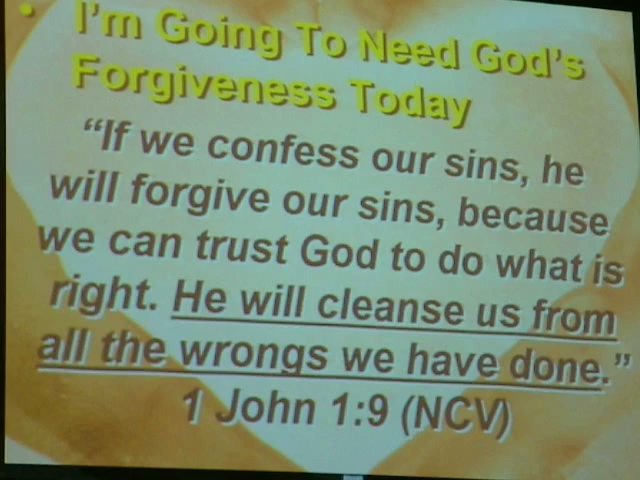 • I'm Going To Need God's
Forgiveness Today
“If we confess our sins, he
will forgive our sins, because
we can trust God to do what is
right. He will cleanse us from
all the wrongs we have done.”
1 John 1:9 (NCV)